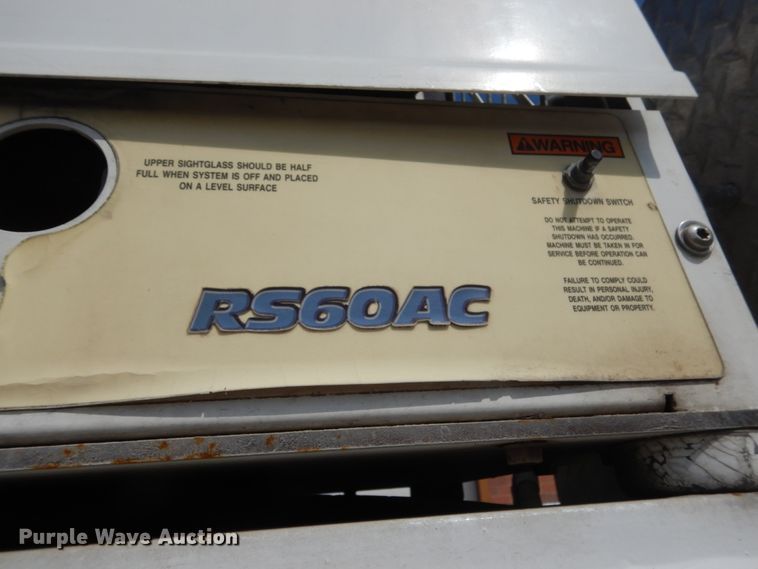 UPPER SIGHTGLASS SHOULD BE HALF
FULL WHEN SYSTEM IS OFF AND PLACED
ON A LEVEL SURFACE
WARNING
SAFETY SHUTDOWN SWITCH
DO NOT ATTEMPT TO OPERATE
THIS MACHINE IF A SAFETY
SHUTDOWN HAS OCCURRED.
MACHINE MUST BE TAKEN IN FOR
SERVICE BEFORE OPERATION CAN
BE CONTINUED.
FAILURE TO COMPLY COULD
RESULT IN PERSONAL INJURY,
DEATH, AND/OR DAMAGE TO
EQUIPMENT OR PROPERTY.
RS60AC
Purple Wave Auction